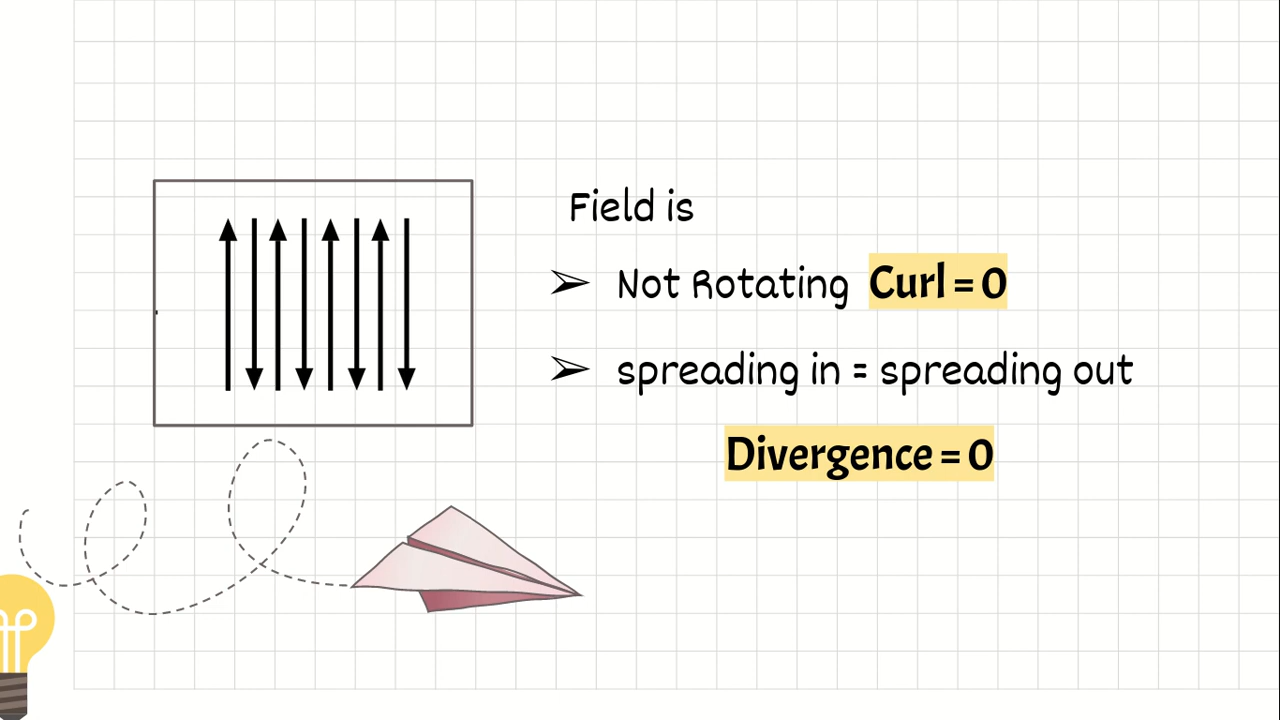 Field is
➢ Not Rotating Curl = 0
➢ spreading in = spreading out
Divergence = 0